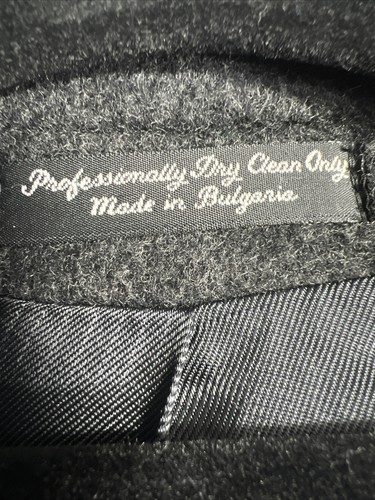 Professionally Dry Clean Only
Made in Bulgaria